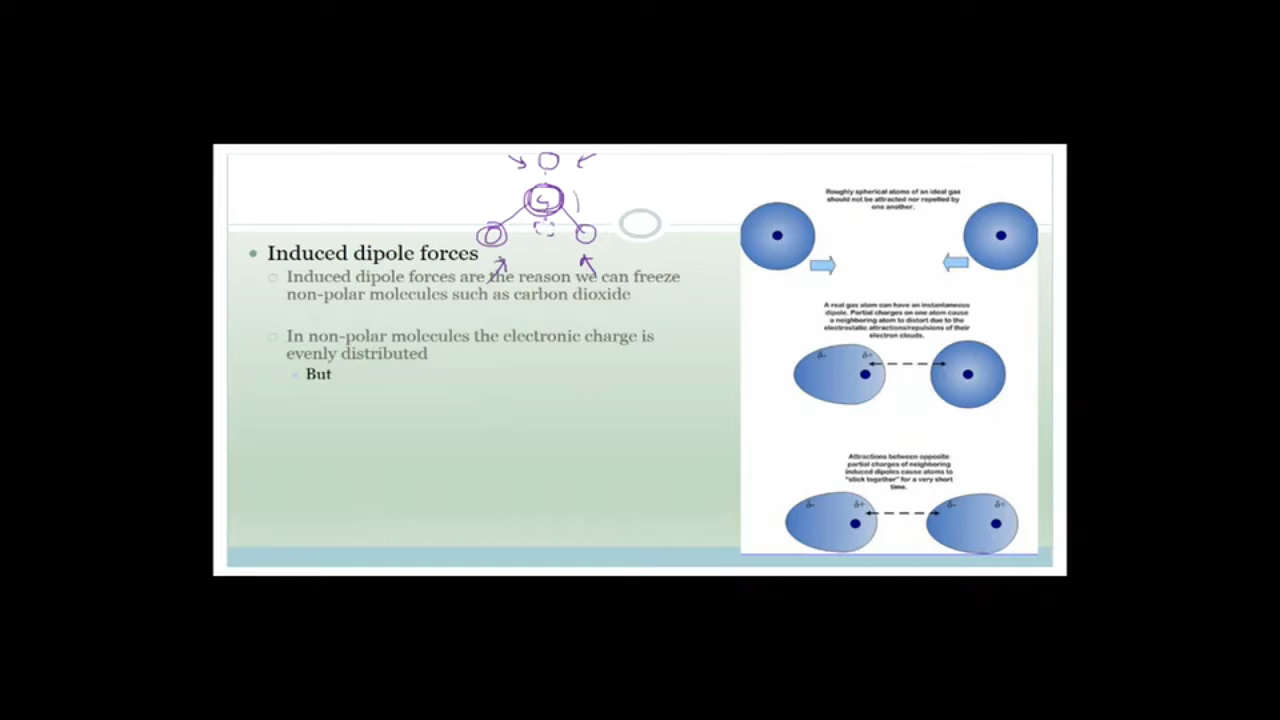 Induced dipole forces
Induced dipole forces are the reason we can freeze
non-polar molecules such as carbon dioxide
In non-polar molecules the electronic charge is
evenly distributed
But
Roughly spherical atoms of an ideal gas
should not be attracted nor repelled by
one another.
A real gas atom can have an instantaneous
dipole. Partial charges on one atom cause
a neighboring atom to distort due to the
electrostatic attractions/repulsions of their
electron clouds.
δ- δ+
Attractions between opposite
partial charges of neighboring
induced dipoles cause atoms to
"stick together" for a very short
time.
δ- δ+ δ- δ+